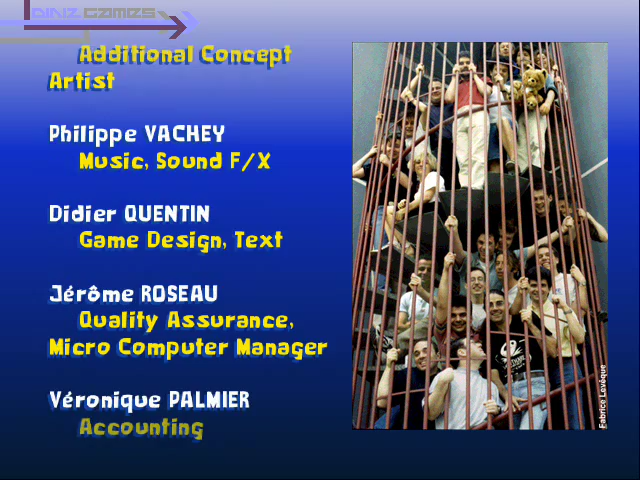 DINZ GAMES
Additional Concept
Artist
Philippe VACHEY
Music, Sound F/X
Didier QUENTIN
Game Design, Text
Jérôme ROSEAU
Quality Assurance,
Micro Computer Manager
Véronique PALMIER
Accounting
Fabrice Levêque